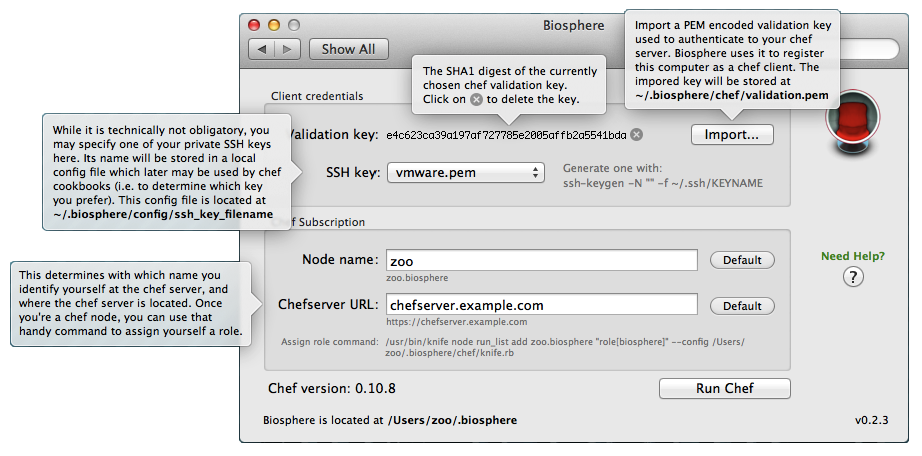 Biosphere
Show All
Import a PEM encoded validation key
used to authenticate to your chef
server. Biosphere uses it to register
this computer as a chef client. The
impored key will be stored at
~/.biosphere/chef/validation.pem
The SHA1 digest of the currently
chosen chef validation key.
Click on to delete the key.
Client credentials
While it is technically not obligatory, you
may specify one of your private SSH keys
here. Its name will be stored in a local
config file which later may be used by chef
cookbooks (i.e. to determine which key
you prefer). This config file is located at
~/.biosphere/config/ssh_key_filename
Validation key: e4c623ca39a197af727785e2005affb2a5541bda Import...
SSH key: vmware.pem
Generate one with:
ssh-keygen -N "" -f ~/.ssh/KEYNAME
Chef Subscription
This determines with which name you
identify yourself at the chef server, and
where the chef server is located. Once
you're a chef node, you can use that
handy command to assign yourself a role.
Node name: zoo Default
zoo.biosphere
Chefserver URL: chefserver.example.com Default
https://chefserver.example.com
Assign role command: /usr/bin/knife node run_list add zoo.biosphere "role[biosphere]" --config /Users/
zoo/.biosphere/chef/knife.rb
Need Help?
?
Chef version: 0.10.8 Run Chef
Biosphere is located at /Users/zoo/.biosphere v0.2.3